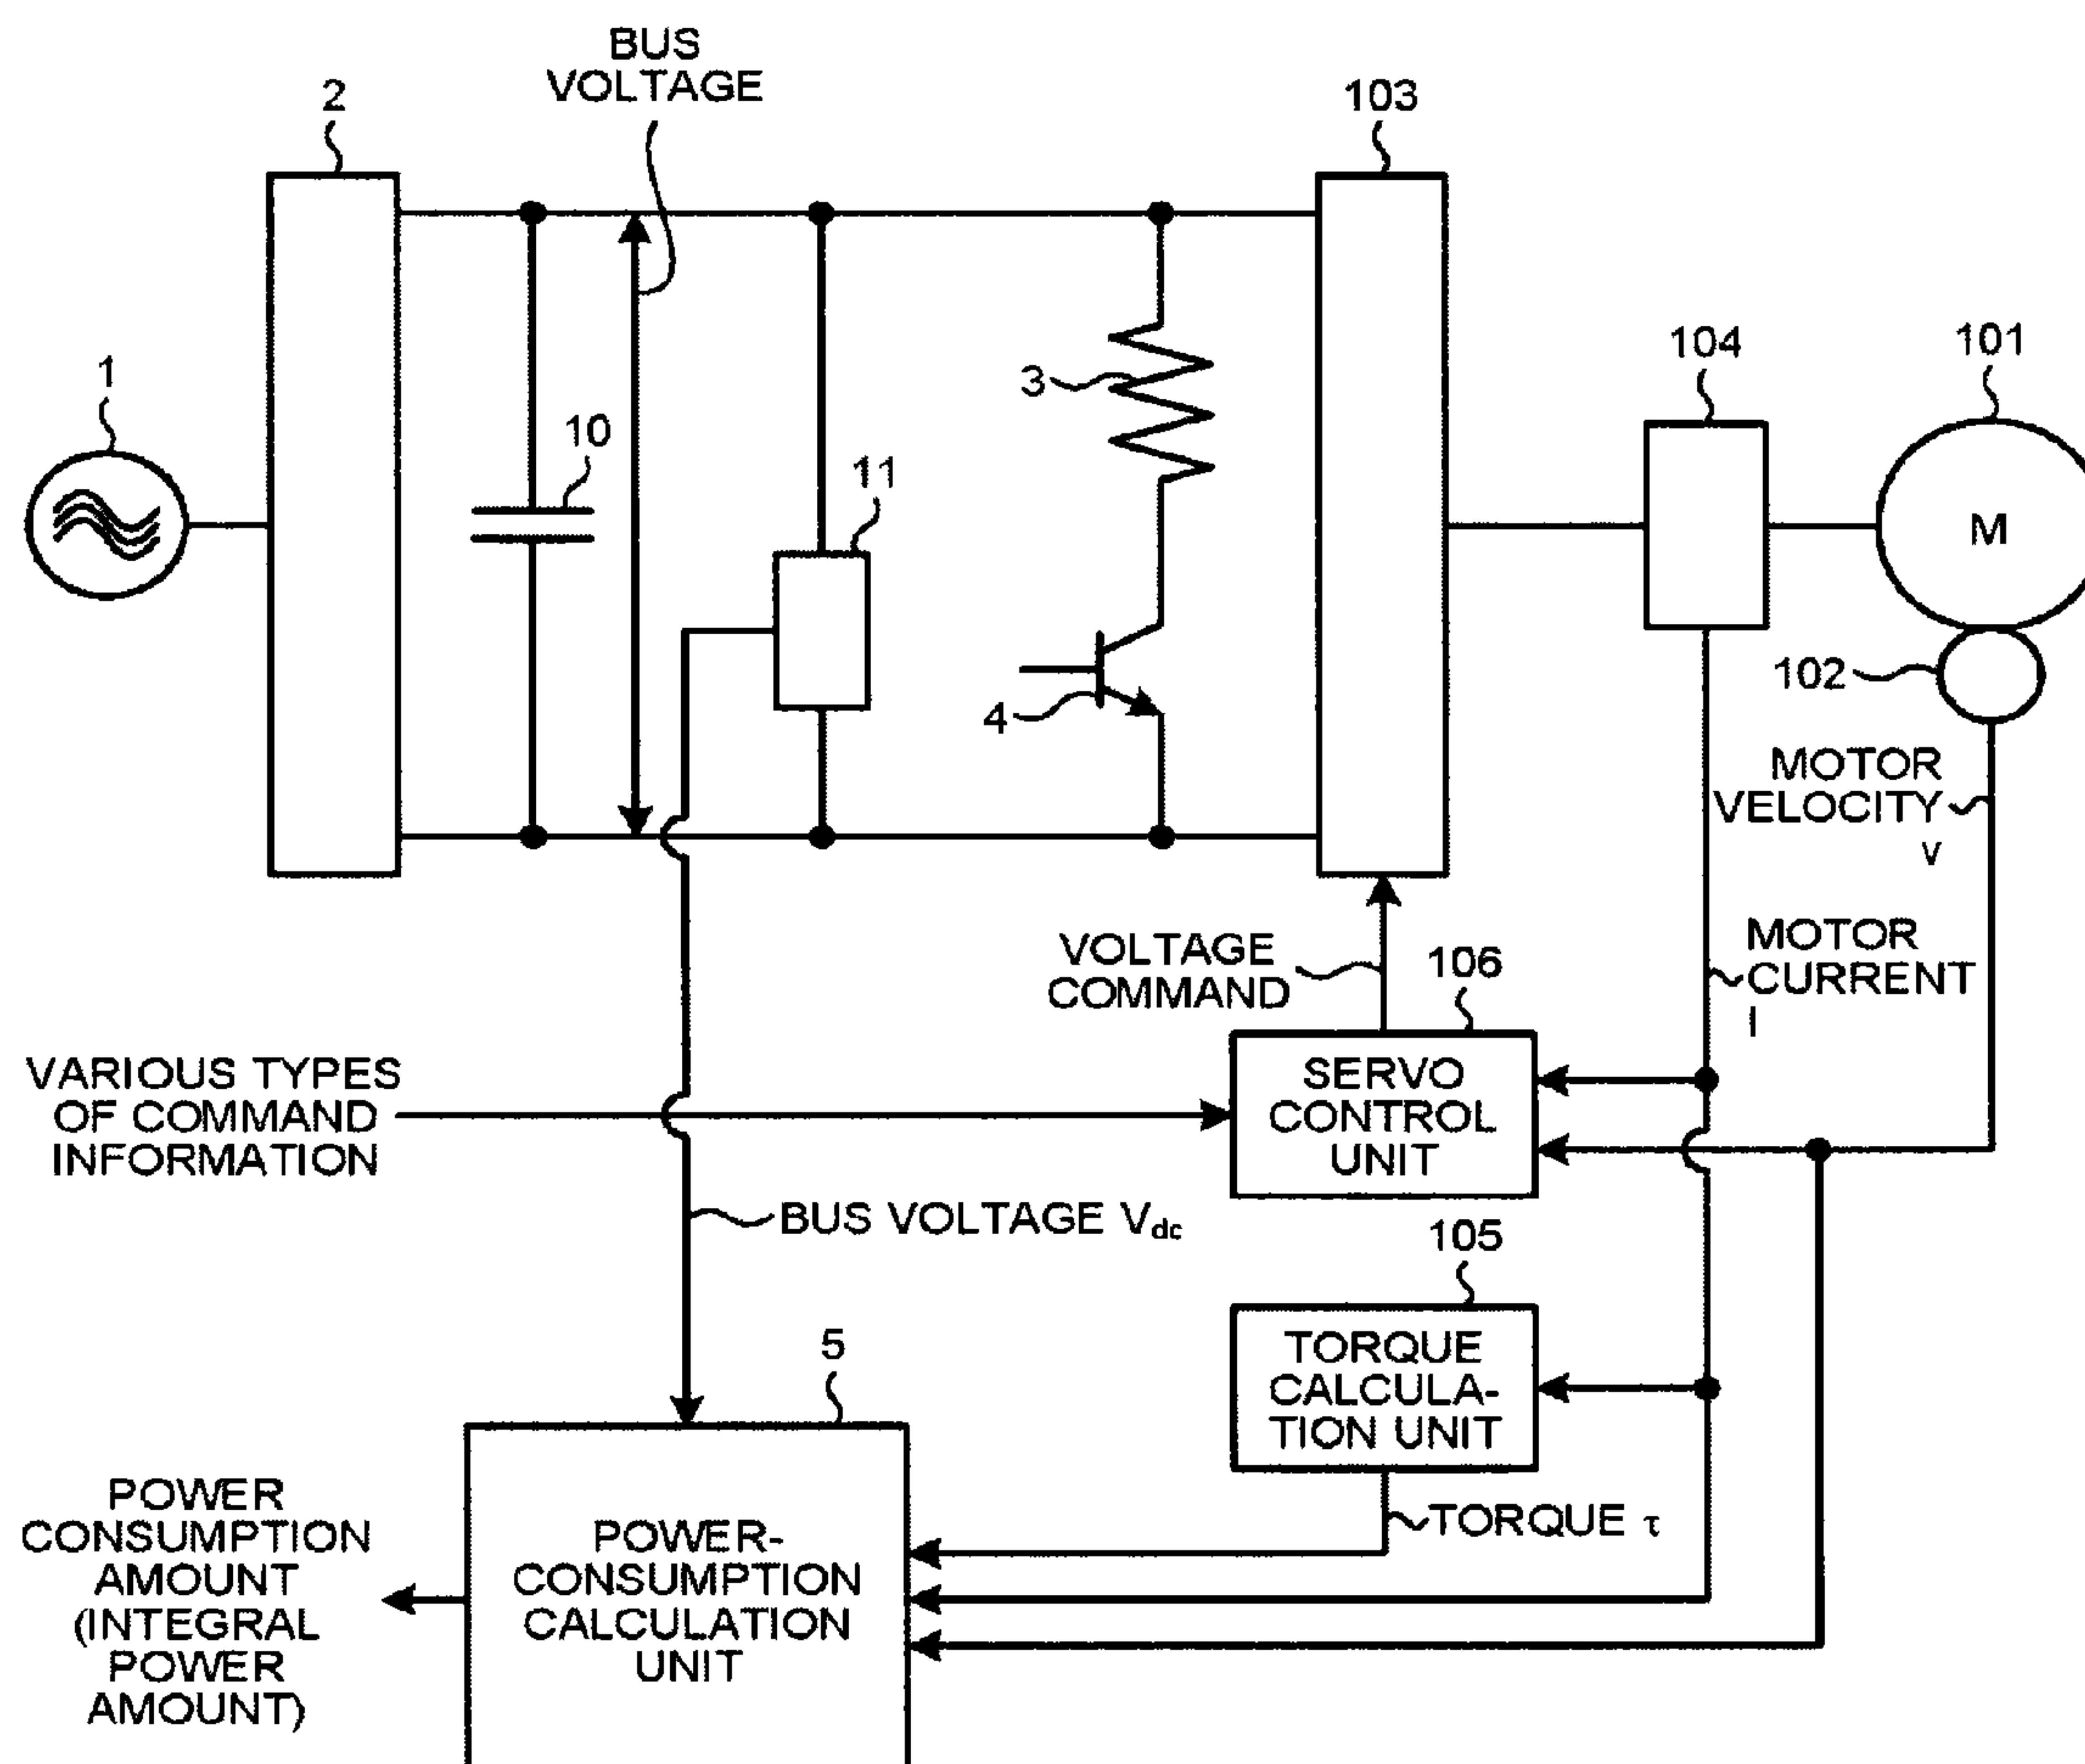 BUS
VOLTAGE
2
103
1
10
11
3
4
104
101
M
102
MOTOR
VELOCITY
v
MOTOR
CURRENT
I
VOLTAGE
COMMAND
106
SERVO
CONTROL
UNIT
VARIOUS TYPES
OF COMMAND
INFORMATION
BUS VOLTAGE Vdc
105
TORQUE
CALCULA-
TION UNIT
TORQUE τ
5
POWER-
CONSUMPTION
CALCULATION
UNIT
POWER
CONSUMPTION
AMOUNT
(INTEGRAL
POWER
AMOUNT)